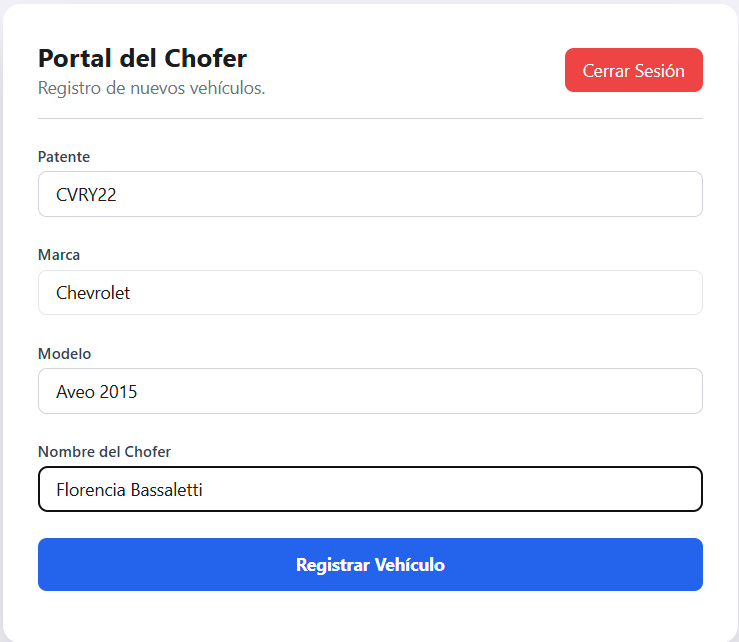 Portal del Chofer
Cerrar Sesión
Registro de nuevos vehículos.
Patente
CVRY22
Marca
Chevrolet
Modelo
Aveo 2015
Nombre del Chofer
Florencia Bassaletti
Registrar Vehículo